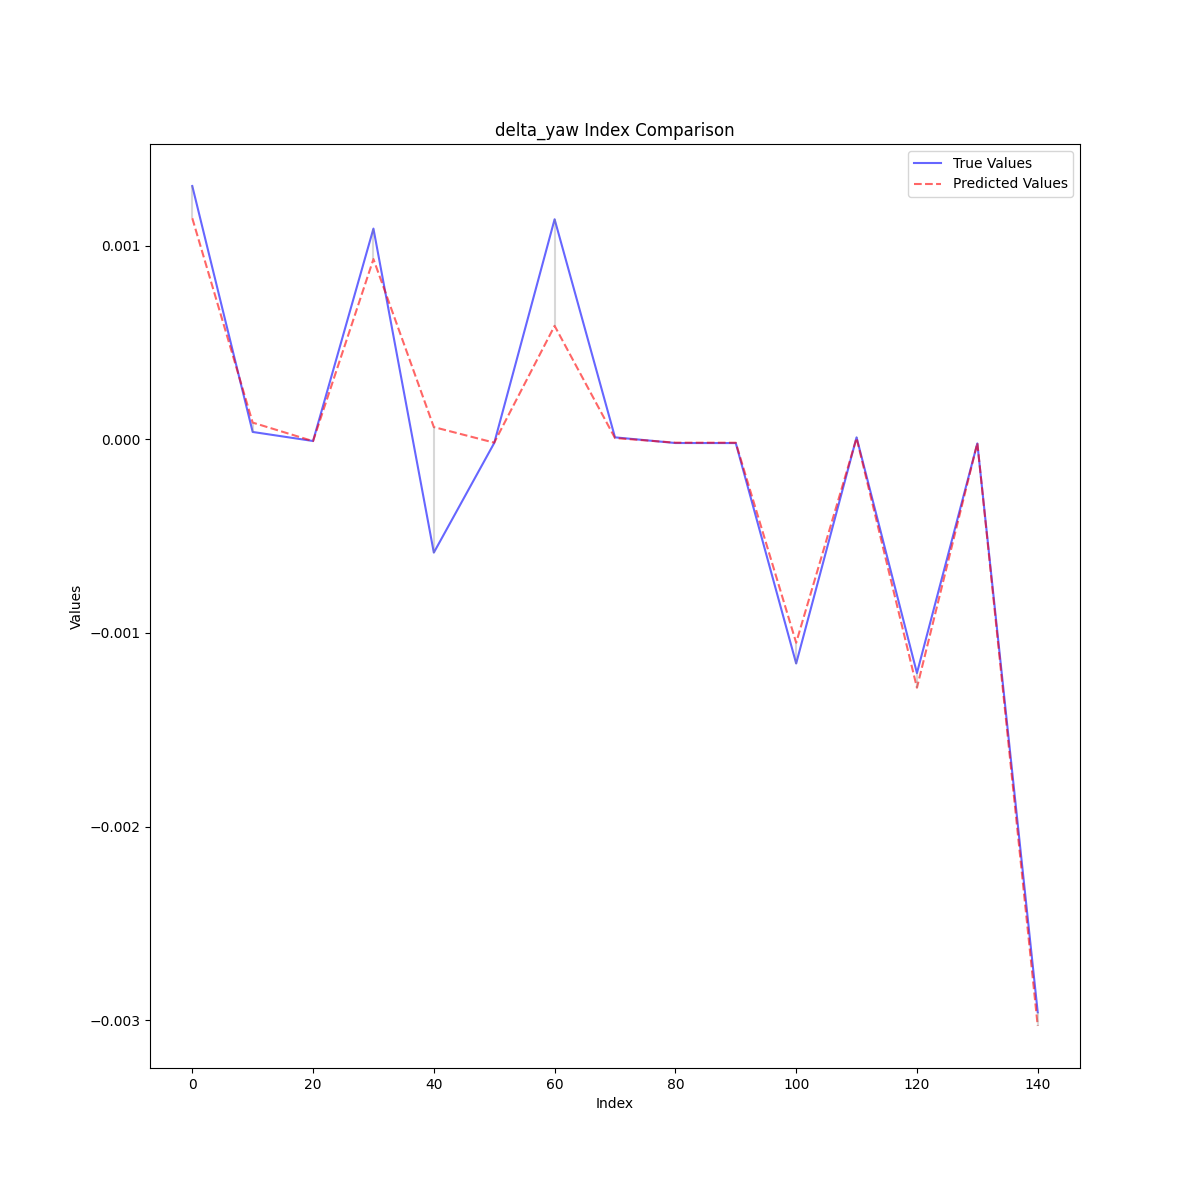 delta_yaw Index Comparison
True Values
Predicted Values
0.001
0.000
−0.001
−0.002
−0.003
Values
0 20 40 60 80 100 120 140
Index